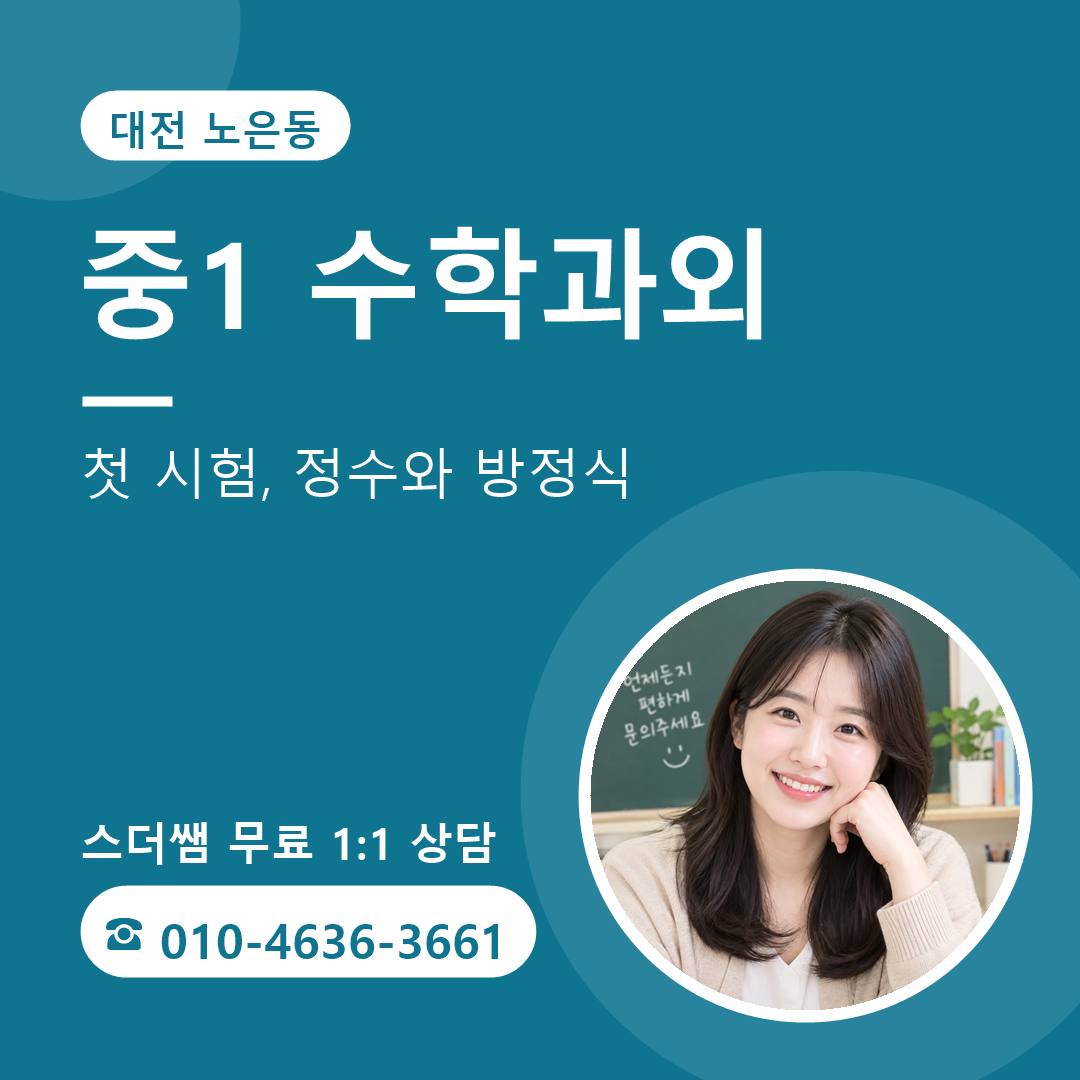 대전 노은동
중1 수학과외
첫 시험, 정수와 방정식
언제든지
편하게
문의주세요
스더쌤 무료 1:1 상담
☎ 010-4636-3661